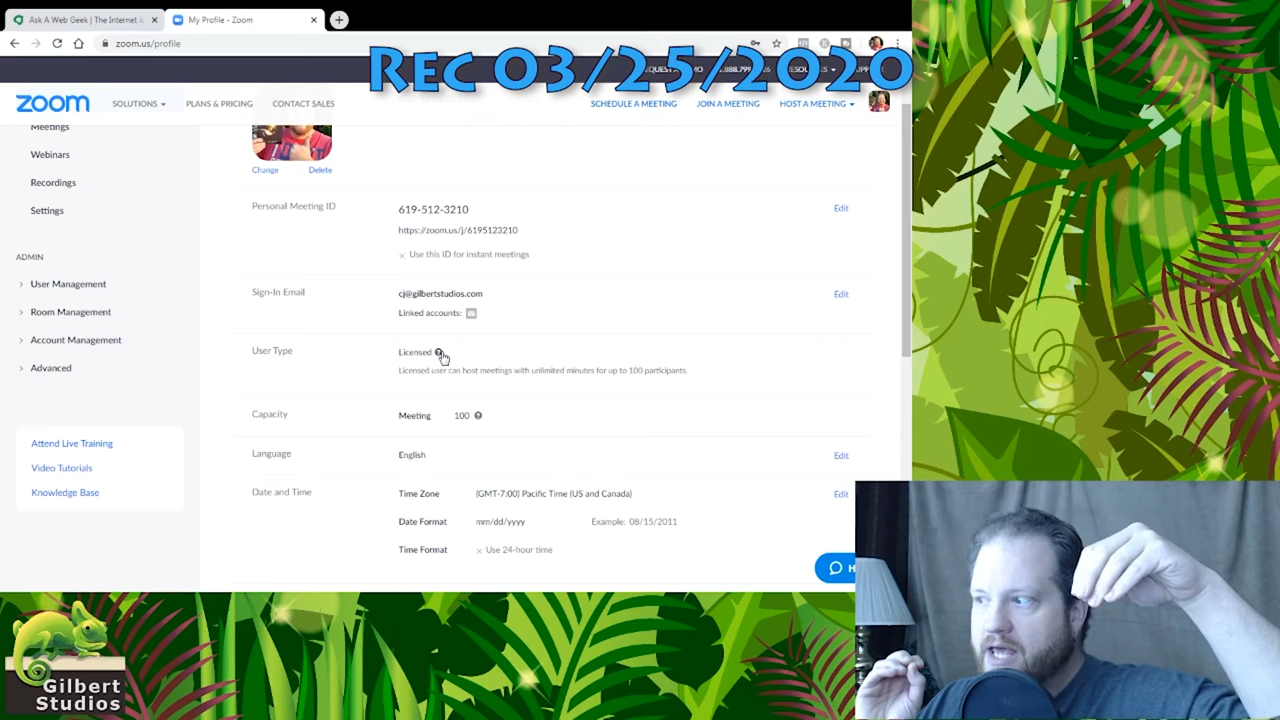 Ask A Web Geek | The Internet is
My Profile - Zoom
zoom.us/profile
Rec 03/25/2020
zoom
SOLUTIONS
PLANS & PRICING
CONTACT SALES
SCHEDULE A MEETING
JOIN A MEETING
HOST A MEETING
Meetings
Webinars
Recordings
Settings
ADMIN
User Management
Room Management
Account Management
Advanced
Attend Live Training
Video Tutorials
Knowledge Base
Change
Delete
Personal Meeting ID
619-512-3210
Edit
https://zoom.us/j/6195123210
Use this ID for instant meetings
Sign-In Email
cj@gilbertstudios.com
Edit
Linked accounts:
User Type
Licensed
Licensed user can host meetings with unlimited minutes for up to 100 participants.
Capacity
Meeting
100
Language
English
Edit
Date and Time
Time Zone
(GMT-7:00) Pacific Time (US and Canada)
Edit
Date Format
mm/dd/yyyy
Example: 08/15/2011
Time Format
Use 24-hour time
Gilbert
Studios